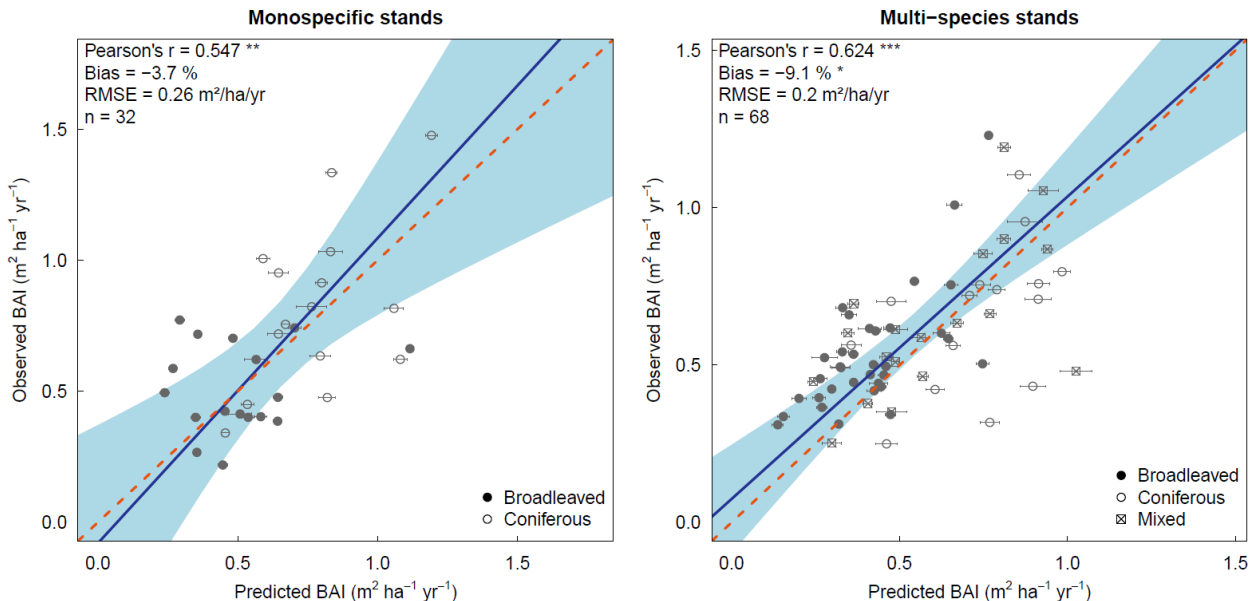 Monospecific stands
Pearson's r = 0.547 **
Bias = −3.7 %
RMSE = 0.26 m²/ha/yr
n = 32
1.5
1.0
0.5
0.0
Observed BAI (m² ha⁻¹ yr⁻¹)
Broadleaved
Coniferous
0.0 0.5 1.0 1.5
Predicted BAI (m² ha⁻¹ yr⁻¹)
Multi−species stands
Pearson's r = 0.624 ***
Bias = −9.1 % *
RMSE = 0.2 m²/ha/yr
n = 68
1.5
1.0
0.5
0.0
Observed BAI (m² ha⁻¹ yr⁻¹)
Broadleaved
Coniferous
Mixed
0.0 0.5 1.0 1.5
Predicted BAI (m² ha⁻¹ yr⁻¹)